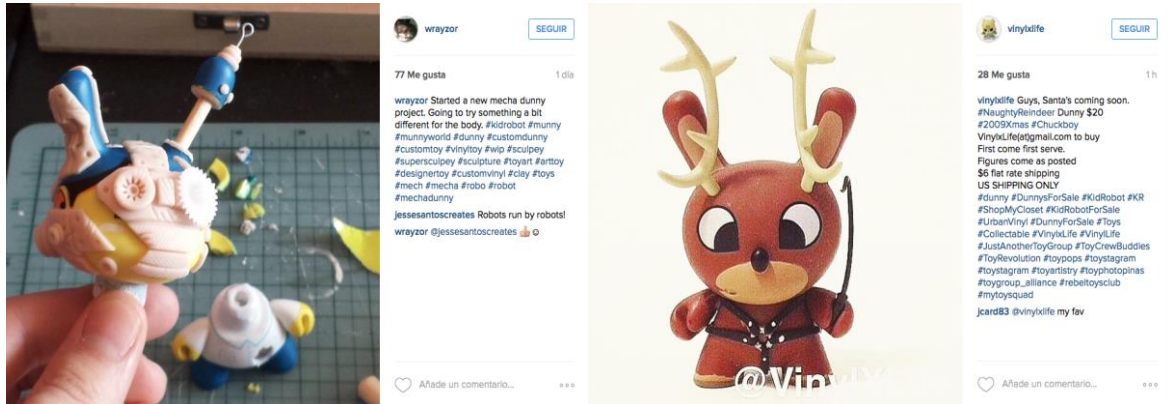 wrayzor
SEGUIR
77 Me gusta
1 día
wrayzor Started a new mecha dunny
project. Going to try something a bit
different for the body. #kidrobot #munny
#munnyworld #dunny #customdunny
#customtoy #vinyltoy #wip #sculpey
#supersculpey #sculpture #toyart #arttoy
#designertoy #customvinyl #clay #toys
#mech #mecha #robo #robot
#mechadunny
jessesantoscreates Robots run by robots!
wrayzor @jessesantoscreates 👍🏼☺
Añade un comentario...
vinylxlife
SEGUIR
28 Me gusta
1 h
vinylxlife Guys, Santa's coming soon.
#NaughtyReindeer Dunny $20
#2009Xmas #Chuckboy
VinylxLife(at)gmail.com to buy
First come first serve.
Figures come as posted
$6 flat rate shipping
US SHIPPING ONLY
#dunny #DunnysForSale #KidRobot #KR
#ShopMyCloset #KidRobotForSale
#UrbanVinyl #DunnyForSale #Toys
#Collectable #VinylxLife #VinylLife
#JustAnotherToyGroup #ToyCrewBuddies
#ToyRevolution #toypops #toystagram
#toystagram #toyartistry #toyphotopinas
#toygroup_alliance #rebeltoysclub
#mytoysquad
jcard83 @vinylxlife my fav
Añade un comentario...